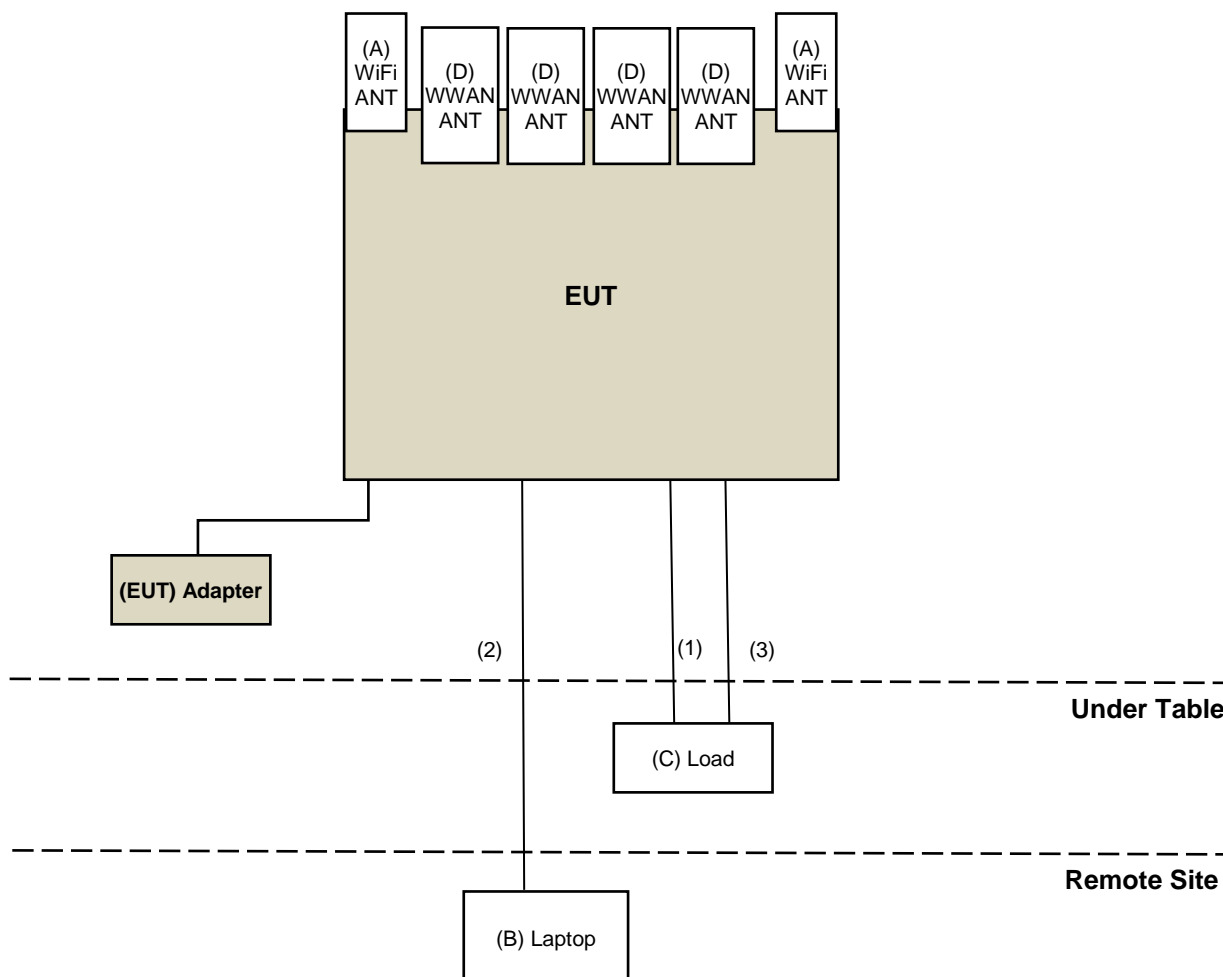 (A)
WiFi
ANT
(D)
WWAN
ANT
(D)
WWAN
ANT
(D)
WWAN
ANT
(D)
WWAN
ANT
(A)
WiFi
ANT
EUT
(EUT) Adapter
(2)
(1)
(3)
Under Table
(C) Load
Remote Site
(B) Laptop